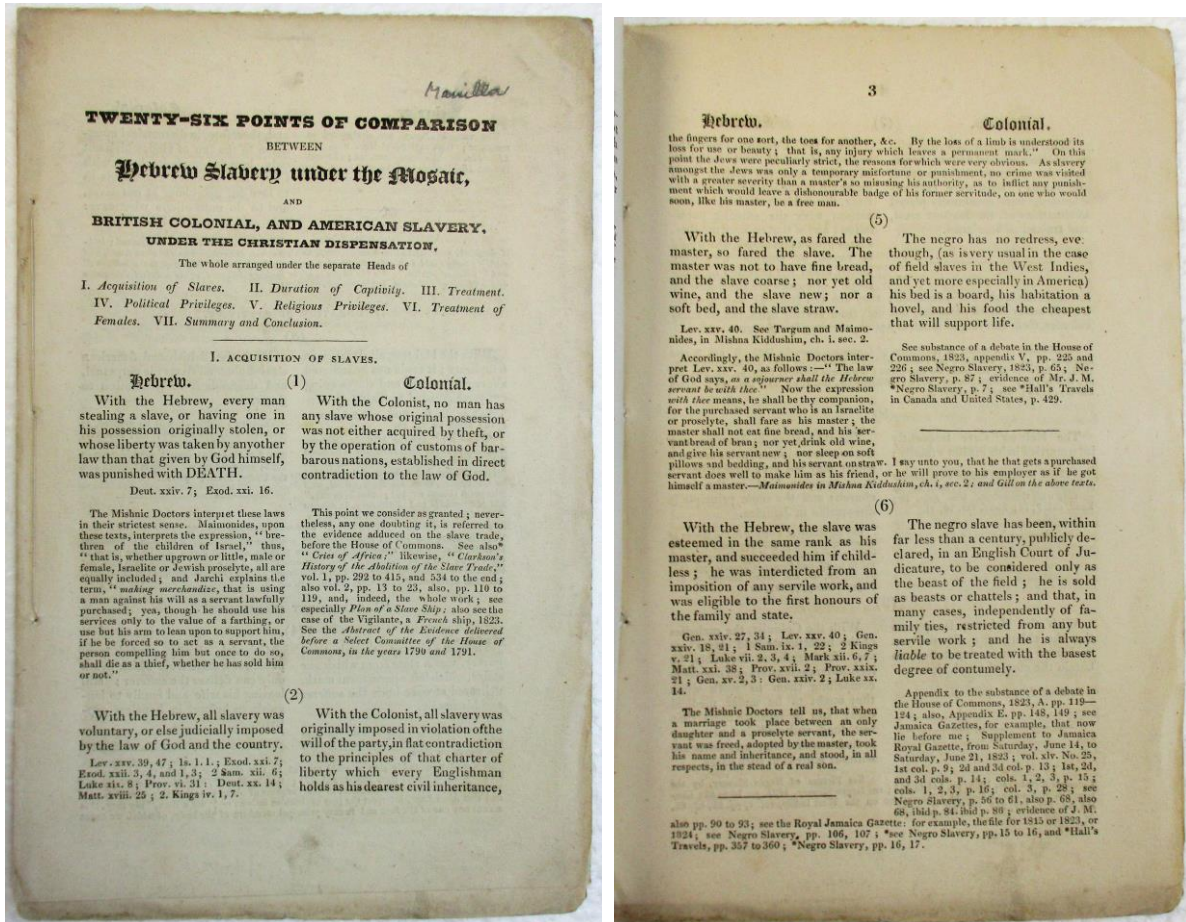 TWENTY-SIX POINTS OF COMPARISON
BETWEEN
Hebrew Slavery under the Mosaic,
AND
BRITISH COLONIAL, AND AMERICAN SLAVERY,
UNDER THE CHRISTIAN DISPENSATION,
The whole arranged under the separate Heads of
I. Acquisition of Slaves. II. Duration of Captivity. III. Treatment.
IV. Political Privileges. V. Religious Privileges. VI. Treatment of
Females. VII. Summary and Conclusion.
I. ACQUISITION OF SLAVES.
Hebrew. (1) Colonial.
With the Hebrew, every man
stealing a slave, or having one in
his possession originally stolen, or
whose liberty was taken by anyother
law than that given by God himself,
was punished with DEATH.
Deut. xxiv. 7; Exod. xxi. 16.
The Mishnic Doctors interpret these laws
in their strictest sense. Maimonides, upon
these texts, interprets the expression, "bre-
thren of the children of Israel," thus,
"that is, whether upgrown or little, male or
female, Israelite or Jewish proselyte, all are
equally included; and Jarchi explains the
term, "making merchandize, that is using
a man against his will as a servant lawfully
purchased; yea, though he should use his
services only to the value of a farthing, or
use but his arm to lean upon to support him,
if he be forced so to act as a servant, the
person compelling him but once to do so,
shall die as a thief, whether he has sold him
or not."
With the Colonist, no man has
any slave whose original possession
was not either acquired by theft, or
by the operation of customs of bar-
barous nations, established in direct
contradiction to the law of God.
This point we consider as granted; never-
theless, any one doubting it, is referred to
the evidence adduced on the slave trade,
before the House of Commons. See also*
"Cries of Africa;" likewise, "Clarkson's
History of the Abolition of the Slave Trade,"
vol. 1, pp. 292 to 415, and 534 to the end;
also vol. 2, pp. 13 to 23, also, pp. 110 to
119, and, indeed, the whole work; see
especially Plan of a Slave Ship; also see the
case of the Vigilante, a French ship, 1823.
See the Abstract of the Evidence delivered
before a Select Committee of the House of
Commons, in the years 1790 and 1791.
(2)
With the Hebrew, all slavery was
voluntary, or else judicially imposed
by the law of God and the country.
Lev. xxv. 39, 47; Is. l. 1.; Exod. xxi. 7;
Exod. xxii. 3, 4, and 1, 3; 2 Sam. xii. 6;
Luke xix. 8; Prov. vi. 31: Deut. xx. 14;
Matt. xviii. 25; 2. Kings iv. 1, 7.
With the Colonist, all slavery was
originally imposed in violation ofthe
will of the party,in flat contradiction
to the principles of that charter of
liberty which every Englishman
holds as his dearest civil inheritance,
3
Hebrew. Colonial.
the fingers for one sort, the toes for another, &c. By the loss of a limb is understood its
loss for use or beauty; that is, any injury which leaves a permanent mark." On this
point the Jews were peculiarly strict, the reasons for which were very obvious. As slavery
amongst the Jews was only a temporary misfortune or punishment, no crime was visited
with a greater severity than a master's so misusing his authority, as to inflict any punish-
ment which would leave a dishonourable badge of his former servitude, on one who would
soon, like his master, be a free man.
(5)
With the Hebrew, as fared the
master, so fared the slave. The
master was not to have fine bread,
and the slave coarse; nor yet old
wine, and the slave new; nor a
soft bed, and the slave straw.
Lev. xxv. 40. See Targum and Maimo-
nides, in Mishna Kiddushim, ch. i. sec. 2.
Accordingly, the Mishnic Doctors inter-
pret Lev. xxv. 40, as follows:—"The law
of God says, as a sojourner shall the Hebrew
servant be with thee" Now the expression
with thee means, he shall be thy companion,
for the purchased servant who is an Israelite
or proselyte, shall fare as his master; the
master shall not eat fine bread, and his ser-
vant bread of bran; nor yet drink old wine,
and give his servant new; nor sleep on soft
pillows and bedding, and his servant on straw. I say unto you, that he that gets a purchased
servant does well to make him as his friend, or he will prove to his employer as if he got
himself a master.—Maimonides in Mishna Kiddushim, ch. i, sec. 2; and Gill on the above texts.
The negro has no redress, eve
though, (as is very usual in the case
of field slaves in the West Indies,
and yet more especially in America)
his bed is a board, his habitation a
hovel, and his food the cheapest
that will support life.
See substance of a debate in the House of
Commons, 1823, appendix V, pp. 225 and
226; see Negro Slavery, 1823, p. 65; Ne-
gro Slavery, p. 87; evidence of Mr. J. M.
*Negro Slavery, p. 7; see *Hall's Travels
in Canada and United States, p. 429.
(6)
With the Hebrew, the slave was
esteemed in the same rank as his
master, and succeeded him if child-
less; he was interdicted from an
imposition of any servile work, and
was eligible to the first honours of
the family and state.
Gen. xxiv. 27, 34; Lev. xxv. 40; Gen.
xxiv. 18, 21; 1 Sam. ix. 1, 22; 2 Kings
v. 21; Luke vii. 2, 3, 4; Mark xii. 6, 7;
Matt. xxi. 38; Prov. xvii. 2; Prov. xxix.
21; Gen. xv. 2, 3: Gen. xxiv. 2; Luke xx.
14.
The Mishnic Doctors tell us, that when
a marriage took place between an only
daughter and a proselyte servant, the ser-
vant was freed, adopted by the master, took
his name and inheritance, and stood, in all
respects, in the stead of a real son.
The negro slave has been, within
far less than a century, publicly de-
clared, in an English Court of Ju-
dicature, to be considered only as
the beast of the field; he is sold
as beasts or chattels; and that, in
many cases, independently of fa-
mily ties, restricted from any but
servile work; and he is always
liable to be treated with the basest
degree of contumely.
Appendix to the substance of a debate in
the House of Commons, 1823, A. pp. 119—
124; also, Appendix E. pp. 148, 149; see
Jamaica Gazettes, for example, that now
lie before me; Supplement to Jamaica
Royal Gazette, from Saturday, June 14, to
Saturday, June 21, 1823; vol. xlv. No. 25,
1st col. p. 9; 2d and 3d col. p. 13; 1st, 2d,
and 3d cols. p. 14; cols. 1, 2, 3, p. 15;
cols. 1, 2, 3, p. 16; col. 3, p. 28; see
Negro Slavery, p. 56 to 61, also p. 68, also
68, ibid p. 84. ibid p. 86; evidence of J. M.
also pp. 90 to 93; see the Royal Jamaica Gazette: for example, the file for 1815 or 1823, or
1824; see Negro Slavery, pp. 106, 107; *see Negro Slavery, pp. 15 to 16, and *Hall's
Travels, pp. 357 to 360; *Negro Slavery, pp. 16, 17.